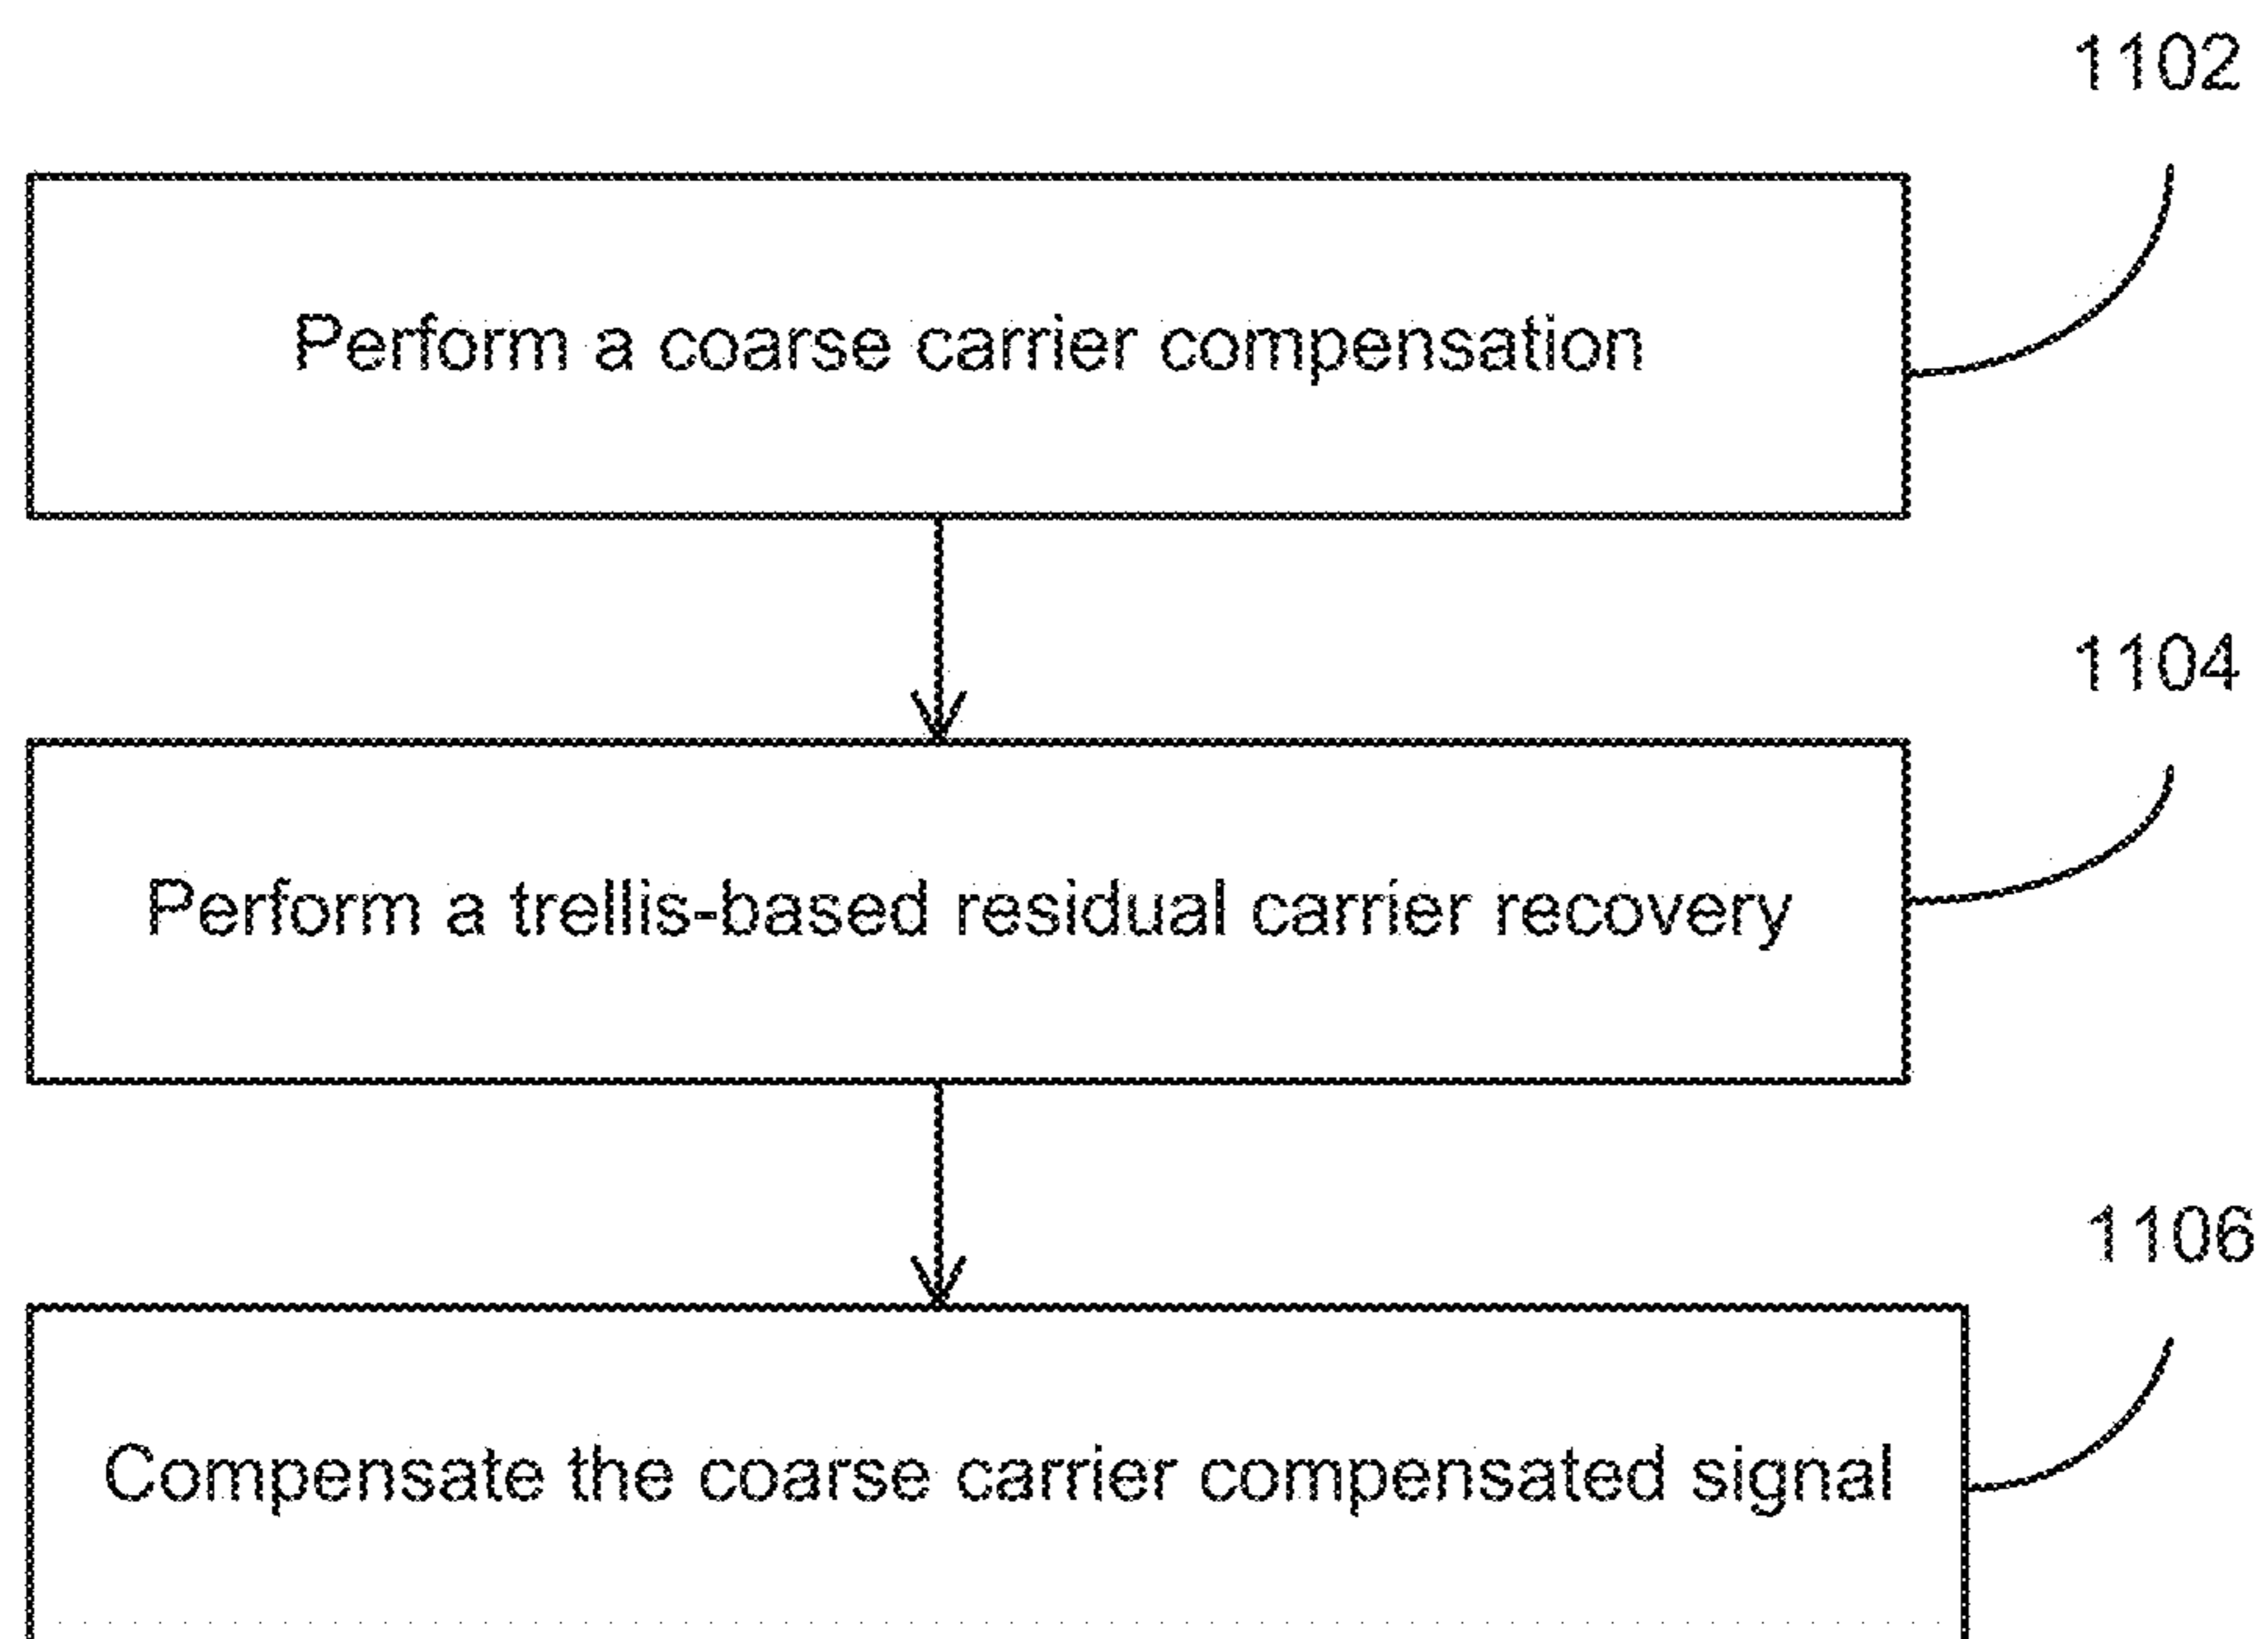 1102
Perform a coarse carrier compensation
1104
Perform a trellis-based residual carrier recovery
1106
Compensate the coarse carrier compensated signal